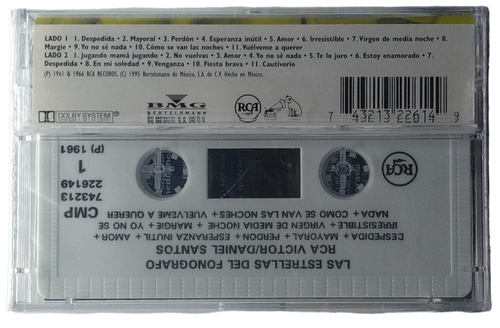 LADO 1 1. Despedida • 2. Mayoral • 3. Perdón • 4. Esperanza inútil • 5. Amor • 6. Irresistible • 7. Virgen de media noche • 8.
Margie • 9. Yo no sé nada • 10. Cómo se van las noches • 11. Vuélveme a querer
LADO 2 1. Jugando mamá jugando • 2. No vuelvas • 3. Amor • 4. Yo no sé nada • 5. Te lo juro • 6. Estoy enamorado • 7.
Despedida • 8. En mi soledad • 9. Venganza • 10. Fiesta brava • 11. Cautiverio
(P) 1961 & 1966 RCA RECORDS. (C) 1995 Bertelsmann de México, S.A. de C.V. Hecho en México.
DOLBY SYSTEM
BMG
BERTELSMANN
DE MEXICO, S.A. DE C.V.
RCA
7 43213 22614 9
RCA
LAS ESTRELLAS DEL FONOGRAFO
RCA VICTOR/DANIEL SANTOS
DESPEDIDA + MAYORAL + PERDON + ESPERANZA INUTIL + AMOR +
IRRESISTIBLE + VIRGEN DE MEDIA NOCHE + MARGIE + YO NO SE
NADA + COMO SE VAN LAS NOCHES + VUELVEME A QUERER
CMP
743213
226149
1
(P) 1961